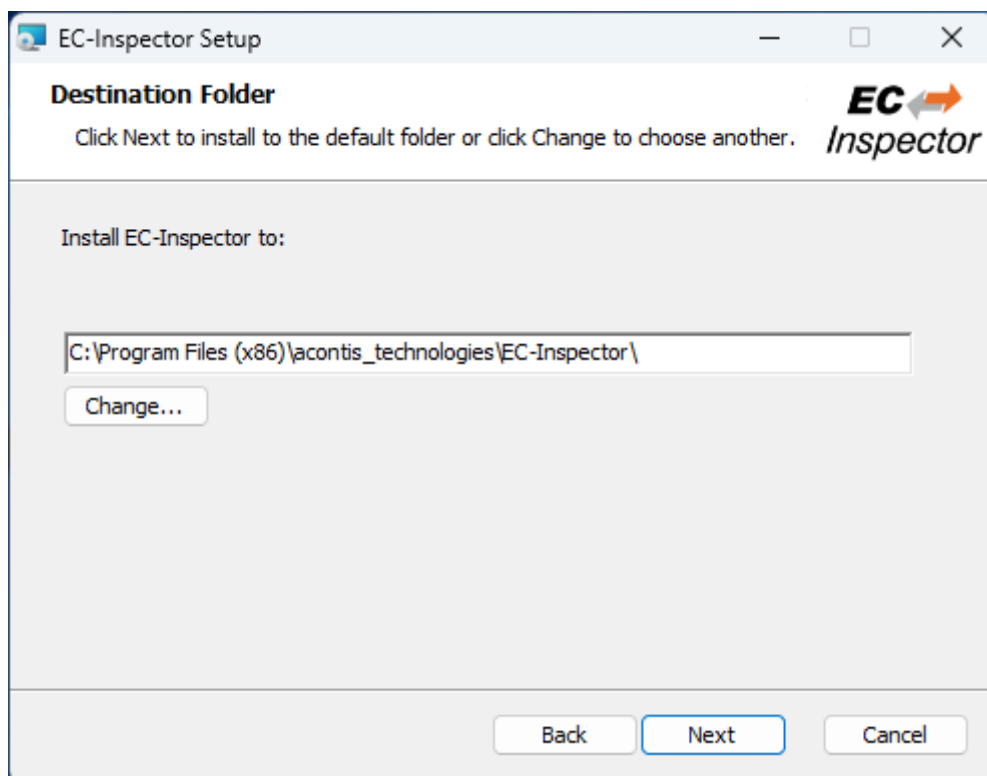 EC-Inspector Setup
Destination Folder
Click Next to install to the default folder or click Change to choose another.
EC
Inspector
Install EC-Inspector to:
C:\Program Files (x86)\acontis_technologies\EC-Inspector\
Change...
Back
Next
Cancel